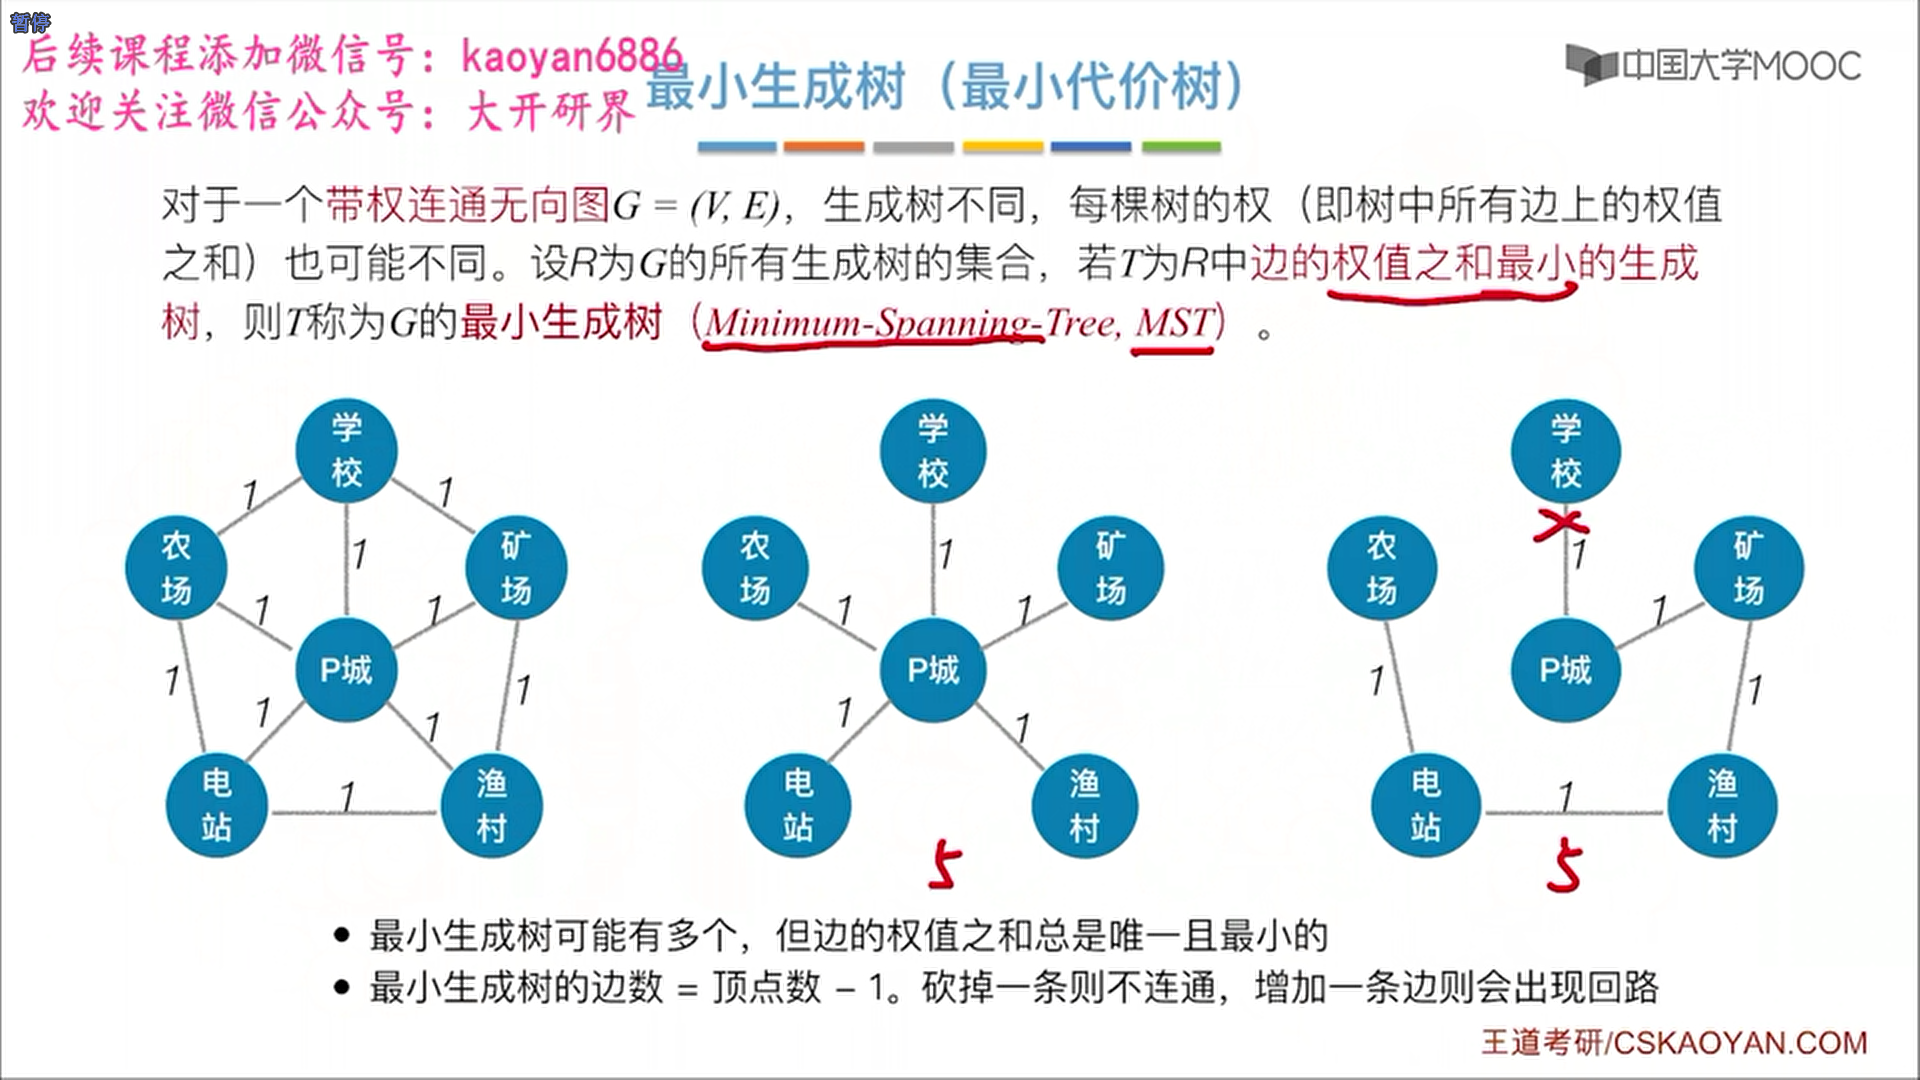 暂停
后续课程添加微信号：kaoyan6886
欢迎关注微信公众号：大开研界
最小生成树（最小代价树）
中国大学MOOC
对于一个带权连通无向图G = (V, E)，生成树不同，每棵树的权（即树中所有边上的权值
之和）也可能不同。设R为G的所有生成树的集合，若T为R中边的权值之和最小的生成
树，则T称为G的最小生成树（Minimum-Spanning-Tree, MST）。
学校
1
1
农场
1
矿场
1
1
P城
1
1
1
1
电站
1
渔村
学校
农场
1
矿场
1
1
P城
1
1
电站
渔村
5
学校
农场
1
矿场
1
P城
1
1
电站
1
渔村
5
• 最小生成树可能有多个，但边的权值之和总是唯一且最小的
• 最小生成树的边数 = 顶点数 – 1。砍掉一条则不连通，增加一条边则会出现回路
王道考研/CSKAOYAN.COM